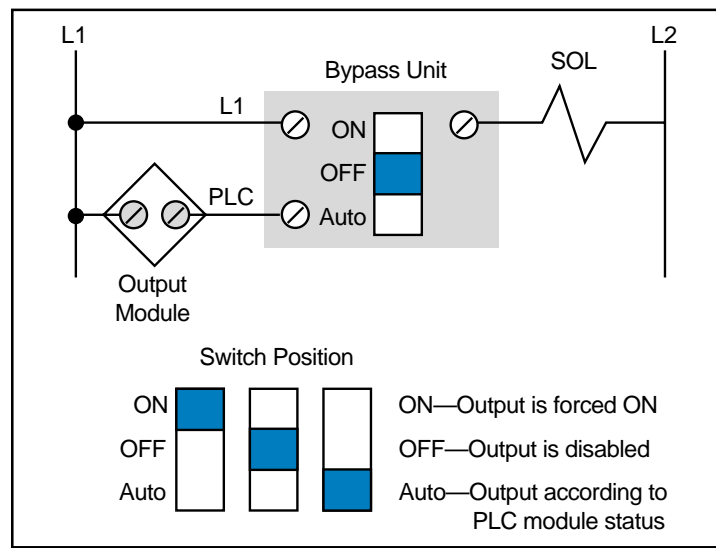 L1
L2
SOL
Bypass Unit
L1
ON
OFF
PLC
Auto
Output
Module
Switch Position
ON
ON—Output is forced ON
OFF
OFF—Output is disabled
Auto
Auto—Output according to
PLC module status